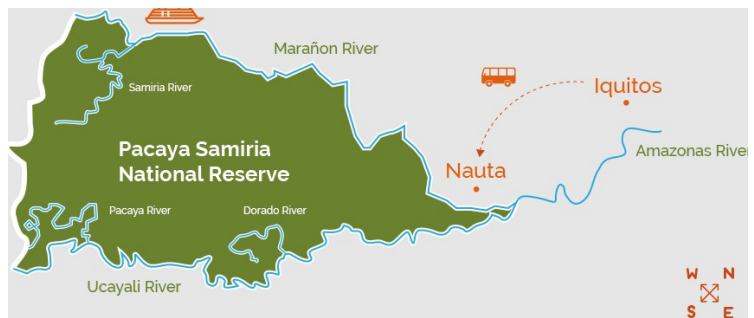 Marañon River
Samiria River
Iquitos
Pacaya Samiria
National Reserve
Amazonas River
Nauta
Pacaya River
Dorado River
Ucayali River
W N
S E